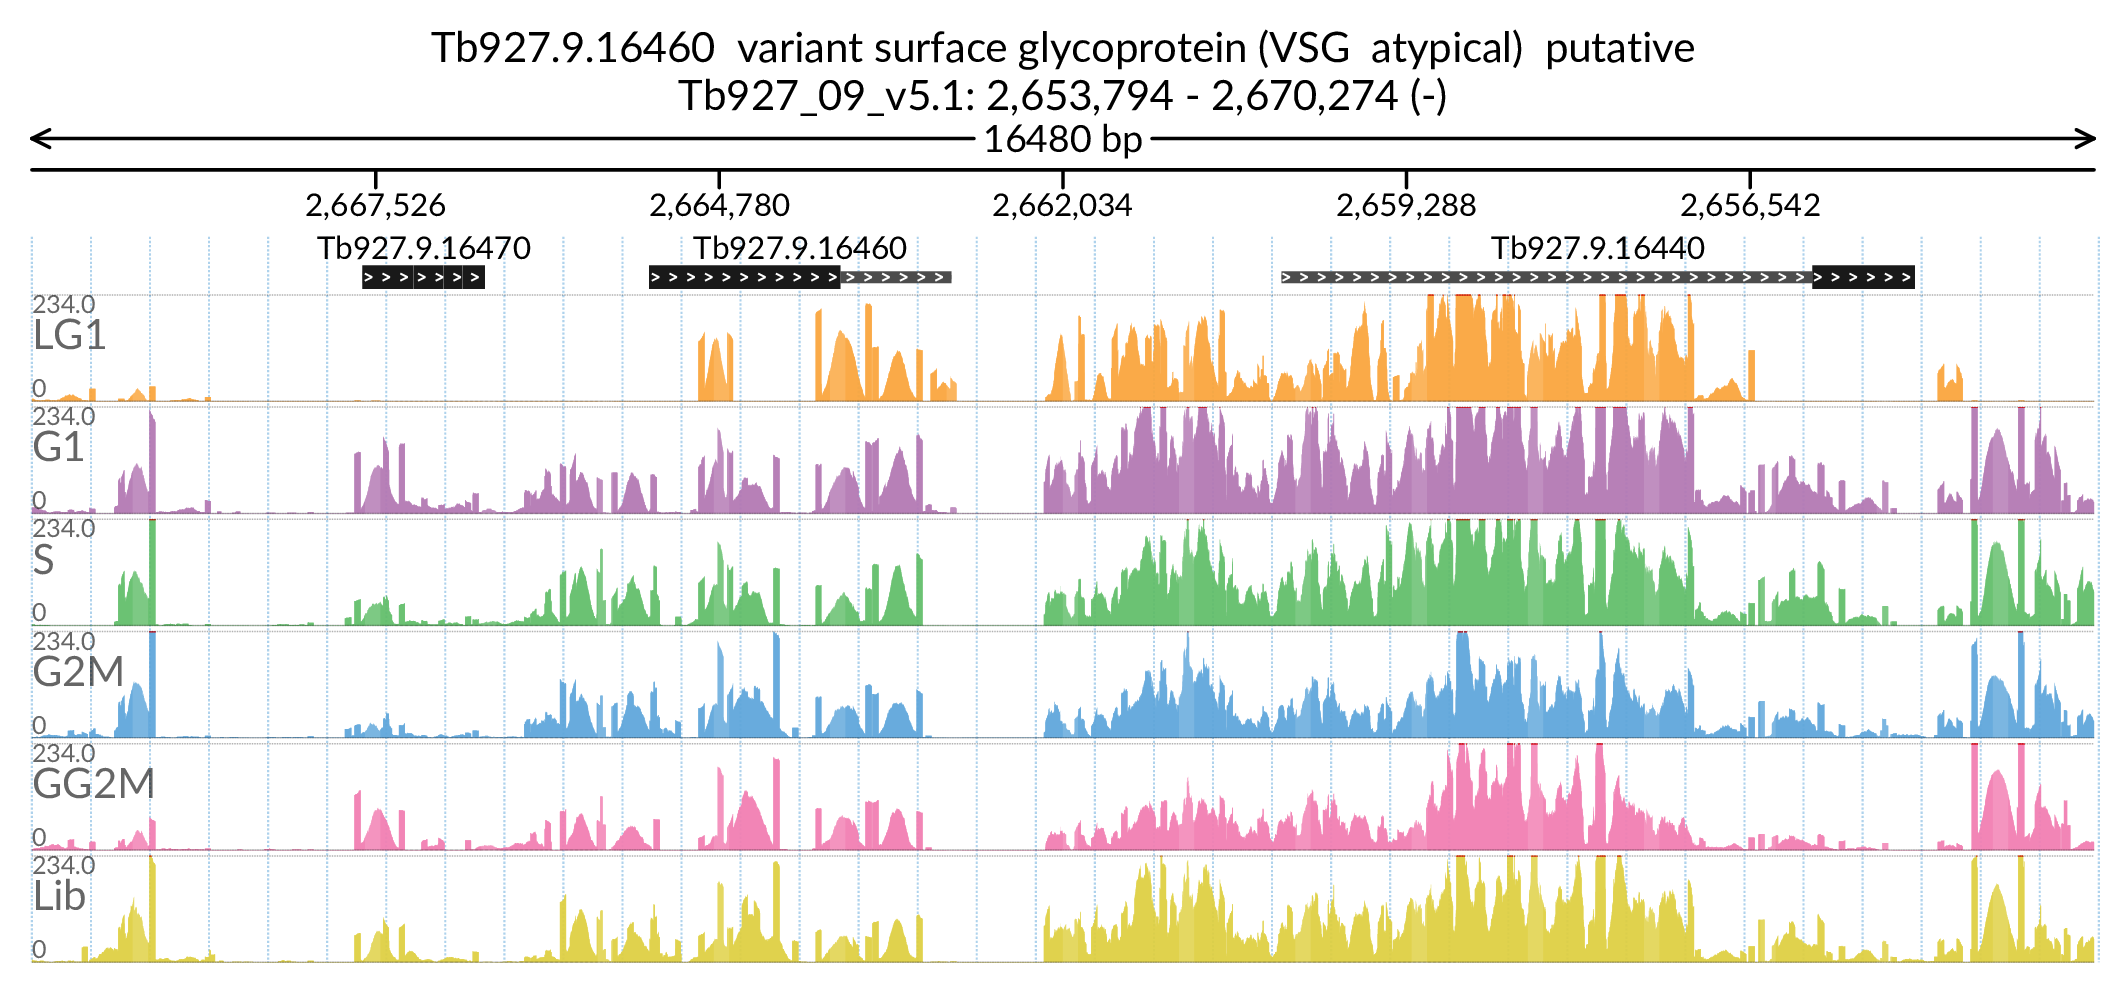 Tb927.9.16460  variant surface glycoprotein (VSG  atypical)  putative
Tb927_09_v5.1: 2,653,794 - 2,670,274 (-)
16480 bp
2,667,526 2,664,780 2,662,034 2,659,288 2,656,542
Tb927.9.16470 Tb927.9.16460 Tb927.9.16440
234.0
LG1
0
234.0
G1
0
234.0
S
0
234.0
G2M
0
234.0
GG2M
0
234.0
Lib
0